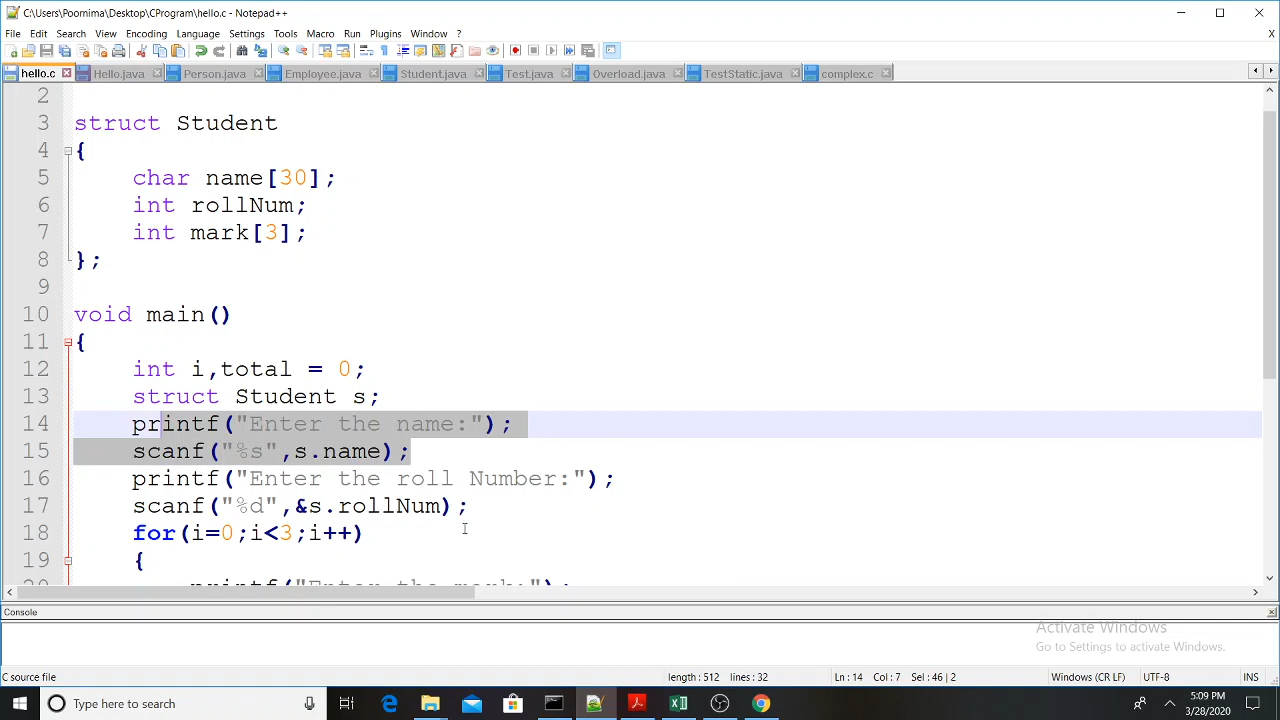 C:\Users\Poornima\Desktop\CProgram\hello.c - Notepad++
File Edit Search View Encoding Language Settings Tools Macro Run Plugins Window ? X
hello.c Hello.java Person.java Employee.java Student.java Test.java Overload.java TestStatic.java complex.c
2
3 struct Student
4 {
5 char name[30];
6 int rollNum;
7 int mark[3];
8 };
9
10 void main()
11 {
12 int i,total = 0;
13 struct Student s;
14 printf("Enter the name:");
15 scanf("%s",s.name);
16 printf("Enter the roll Number:");
17 scanf("%d",&s.rollNum);
18 for(i=0;i<3;i++)
19 {
20 printf("Enter the mark:");
Console
Activate Windows
Go to Settings to activate Windows.
C source file length : 512 lines : 32 Ln : 14 Col : 7 Sel : 46 | 2 Windows (CR LF) UTF-8 INS
Type here to search
5:09 PM
3/28/2020